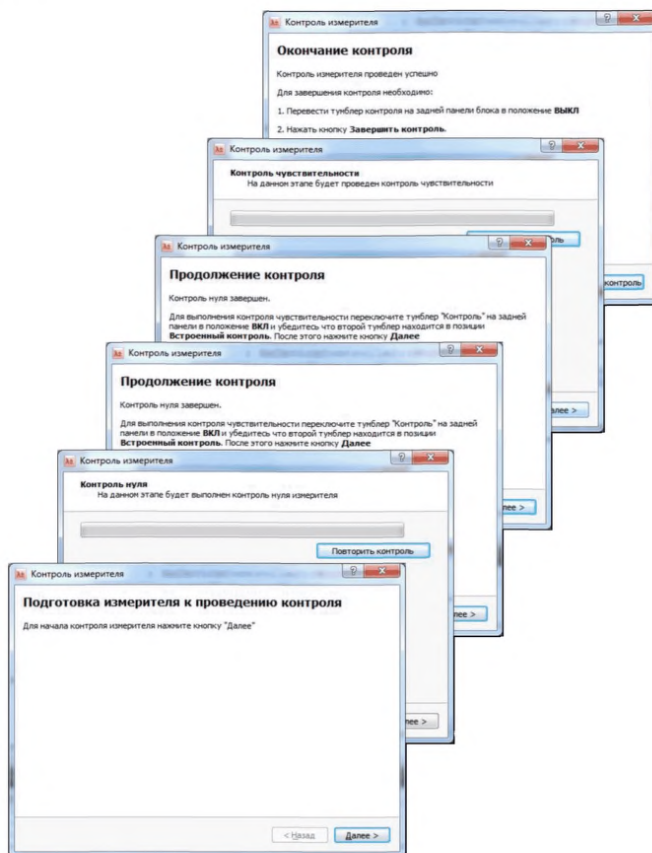 Контроль измерителя
Окончание контроля
Контроль измерителя проведен успешно
Для завершения контроля необходимо:
1. Перевести тумблер контроля на задней панели блока в положение ВЫКЛ
2. Нажать кнопку Завершить контроль.
контроль
Контроль измерителя
Контроль чувствительности
На данном этапе будет проведен контроль чувствительности
Контроль измерителя
Продолжение контроля
Контроль нуля завершен.
Для выполнения контроля чувствительности переключите тумблер "Контроль" на задней
панели в положение ВКЛ и убедитесь что второй тумблер находится в позиции
Встроенный контроль. После этого нажмите кнопку Далее
Контроль измерителя
Продолжение контроля
Контроль нуля завершен.
Для выполнения контроля чувствительности переключите тумблер "Контроль" на задней
панели в положение ВКЛ и убедитесь что второй тумблер находится в позиции
Встроенный контроль. После этого нажмите кнопку Далее
Контроль измерителя
Контроль нуля
На данном этапе будет выполнен контроль нуля измерителя
Повторить контроль
Контроль измерителя
Подготовка измерителя к проведению контроля
Для начала контроля измерителя нажмите кнопку "Далее"
< Назад Далее >